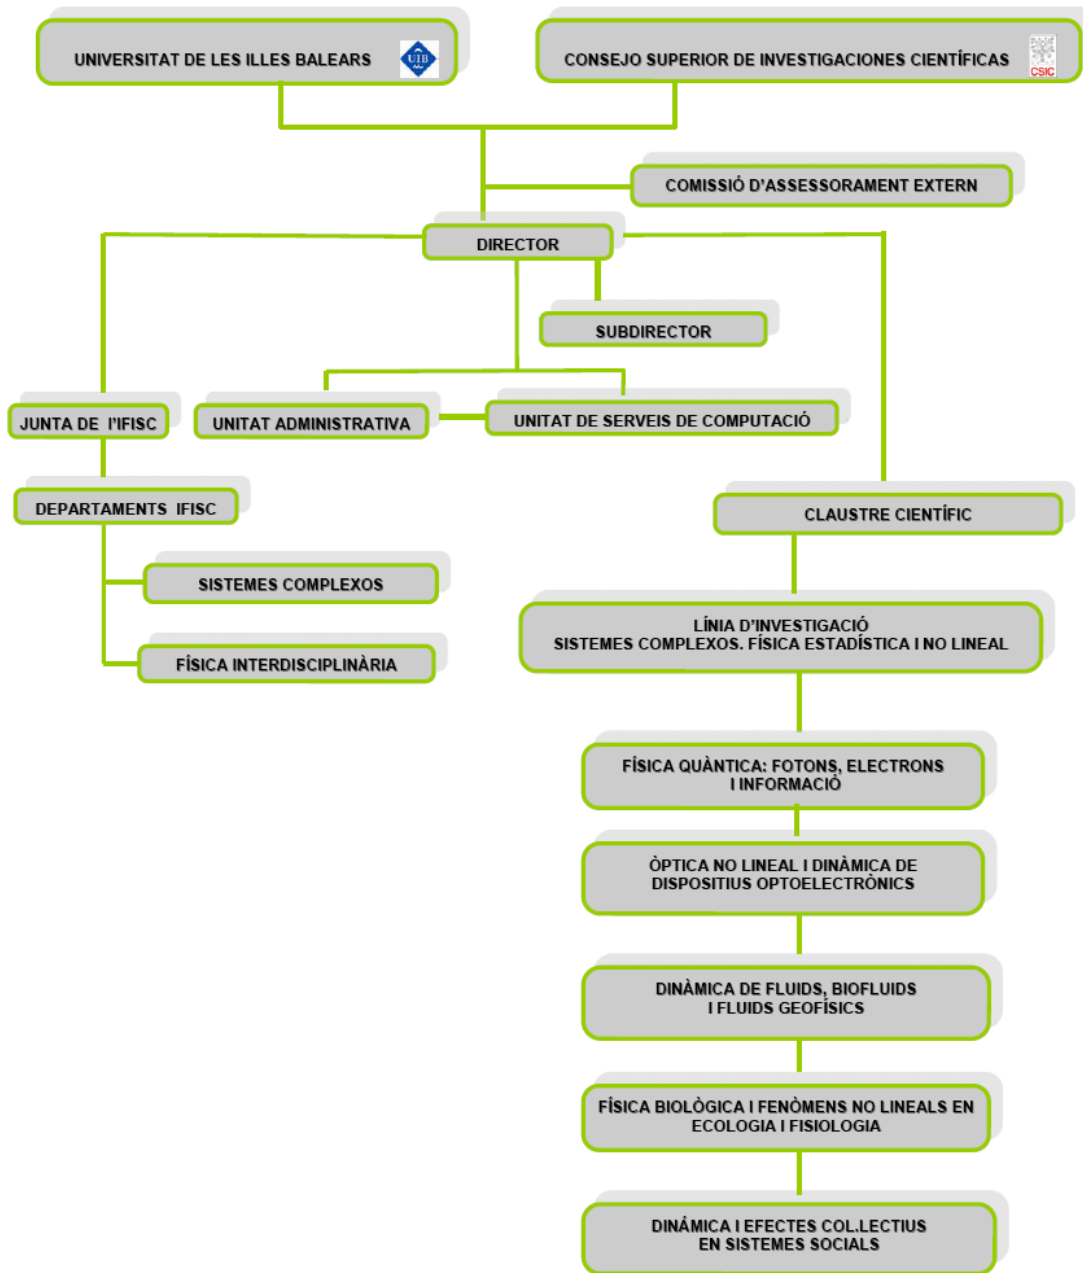 UNIVERSITAT DE LES ILLES BALEARS
UIB
CONSEJO SUPERIOR DE INVESTIGACIONES CIENTÍFICAS
CSIC
COMISSIÓ D'ASSESSORAMENT EXTERN
DIRECTOR
SUBDIRECTOR
JUNTA DE l'IFISC
UNITAT ADMINISTRATIVA
UNITAT DE SERVEIS DE COMPUTACIÓ
DEPARTAMENTS IFISC
CLAUSTRE CIENTÍFIC
SISTEMES COMPLEXOS
FÍSICA INTERDISCIPLINÀRIA
LÍNIA D'INVESTIGACIÓ
SISTEMES COMPLEXOS. FÍSICA ESTADÍSTICA I NO LINEAL
FÍSICA QUÀNTICA: FOTONS, ELECTRONS
I INFORMACIÓ
ÒPTICA NO LINEAL I DINÀMICA DE
DISPOSITIUS OPTOELECTRÒNICS
DINÀMICA DE FLUIDS, BIOFLUIDS
I FLUIDS GEOFÍSICS
FÍSICA BIOLÒGICA I FENÒMENS NO LINEALS EN
ECOLOGIA I FISIOLOGIA
DINÁMICA I EFECTES COL.LECTIUS
EN SISTEMES SOCIALS